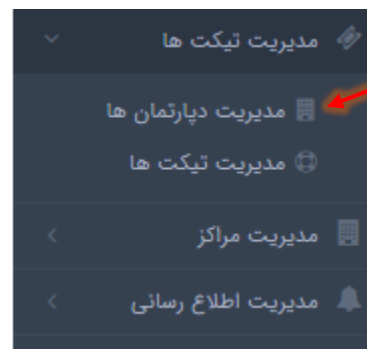 مدیریت تیکت ها
مدیریت دپارتمان ها
مدیریت تیکت ها
مدیریت مراکز
مدیریت اطلاع رسانی